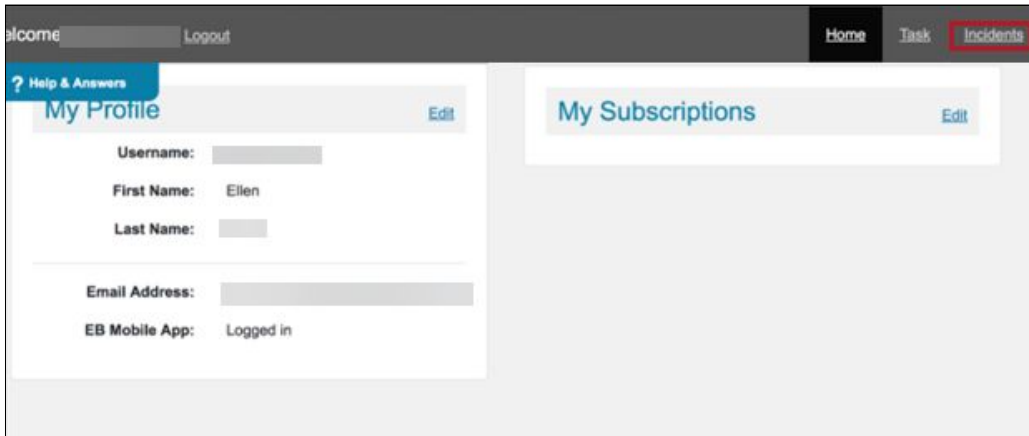 elcome Logout Home Task Incidents
? Help & Answers
My Profile Edit My Subscriptions Edit
Username:
First Name: Ellen
Last Name:
Email Address:
EB Mobile App: Logged in